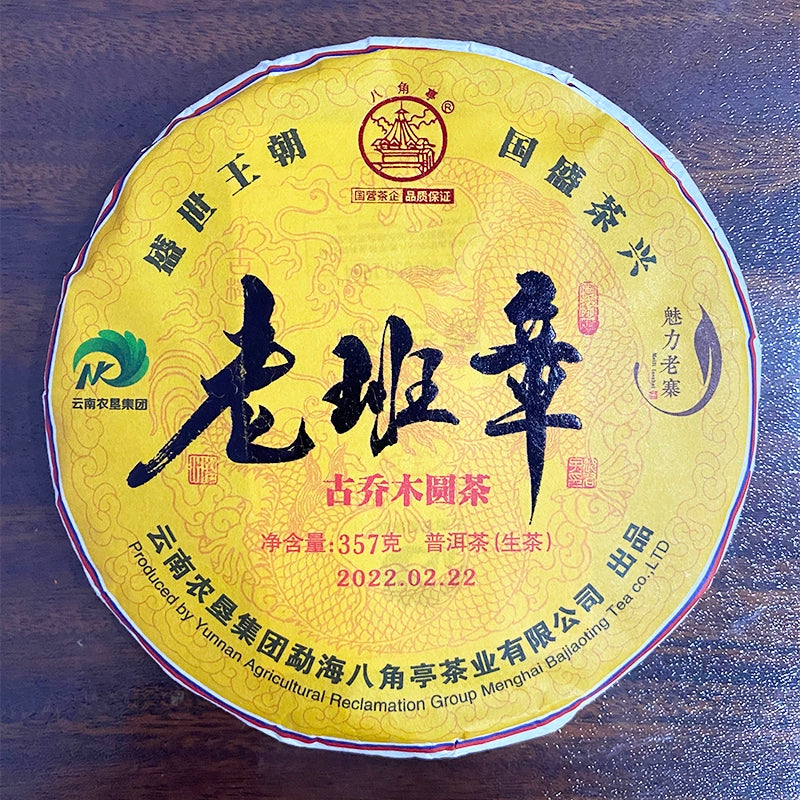 八角亭®
国营茶企 品质保证
盛世王朝
国盛茶兴
老班章
魅力老寨
NK
云南农垦集团
古乔木圆茶
净含量:357克 普洱茶(生茶)
2022.02.22
云南农垦集团勐海八角亭茶业有限公司 出品
Produced by Yunnan Agricultural Reclamation Group Menghai Bajiaoting Tea co.,LTD